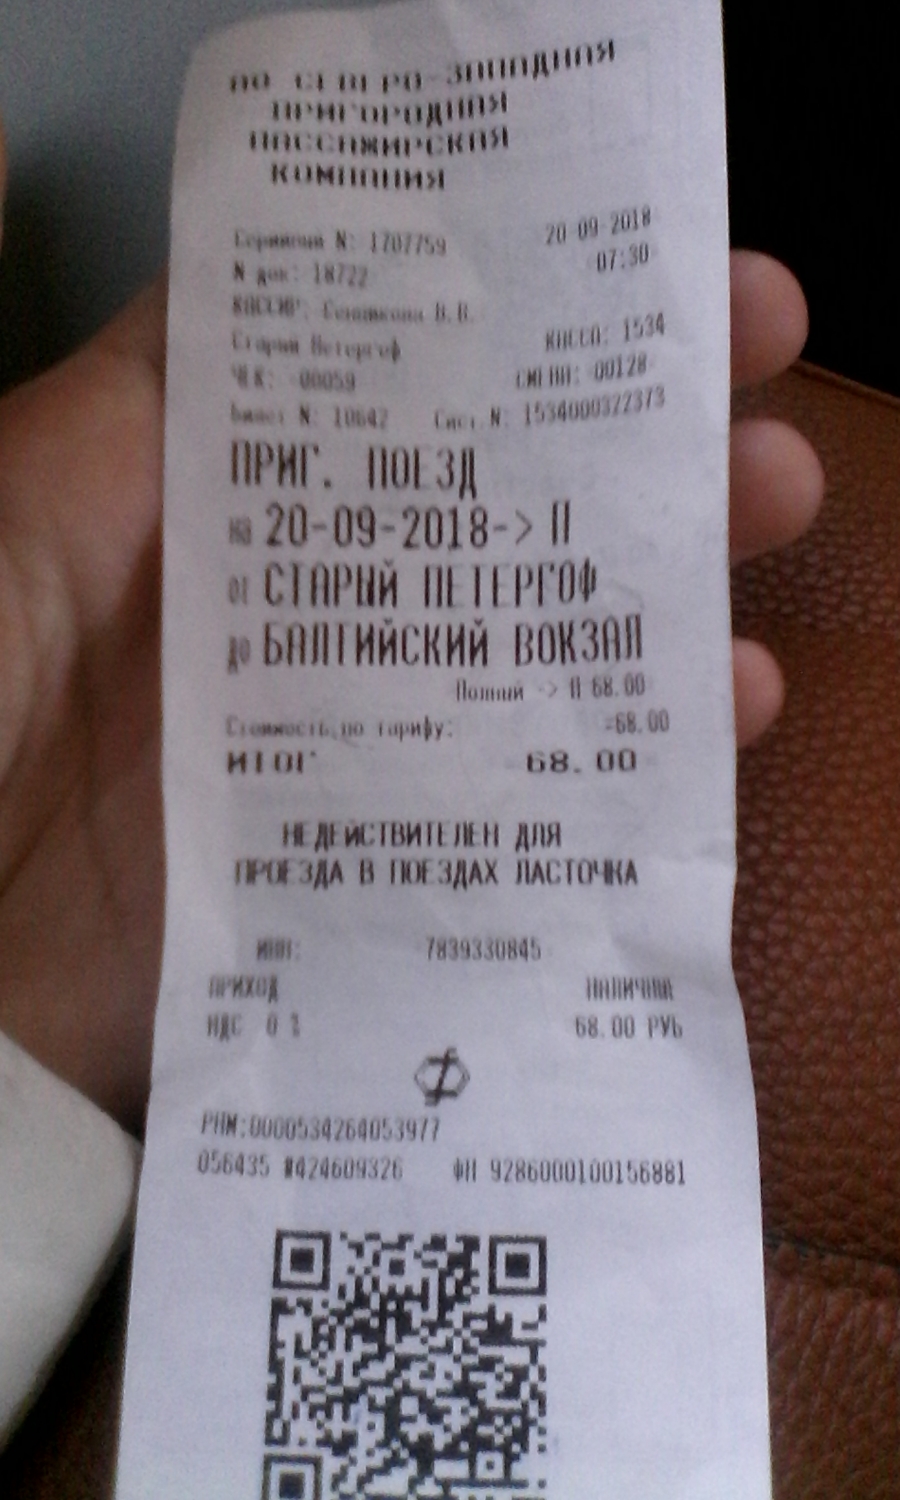 АО СЕВЕРО-ЗАПАДНАЯ
ПРИГОРОДНАЯ
ПАССАЖИРСКАЯ
КОМПАНИЯ
Серийный N: 1707759 20-09-2018
N док: 18722 07:30
КАССИР: В.В.
Старый Петергоф КАССА: 1534
ЧЕК: 00059 СМЕНА: 00128
Билет N: 10642 Сист.N: 1534000322373
ПРИГ. ПОЕЗД
на 20-09-2018-> П
от СТАРЫЙ ПЕТЕРГОФ
до БАЛТИЙСКИЙ ВОКЗАЛ
Полный -> П 68.00
Стоимость по тарифу: =68.00
ИТОГ 68.00
НЕДЕЙСТВИТЕЛЕН ДЛЯ
ПРОЕЗДА В ПОЕЗДАХ ЛАСТОЧКА
ИНН: 7839330845
ПРИХОД НАЛИЧНЫЕ
НДС 0 % 68.00 РУБ
РНМ:0000534264053977
056435 #424609326 ФН 9286000100156881